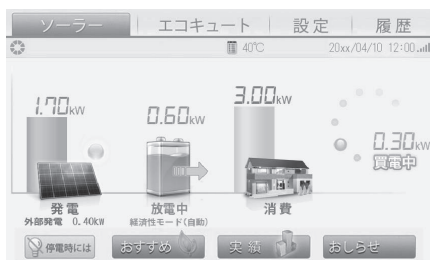 ソーラー エコキュート 設定 履歴
40℃ 20xx/04/10 12:00
1.70kW
0.60kW
3.00kW
0.30kW
買電中
発電
外部発電 0.40kW
放電中
経済性モード(自動)
消費
停電時には おすすめ 実績 おしらせ